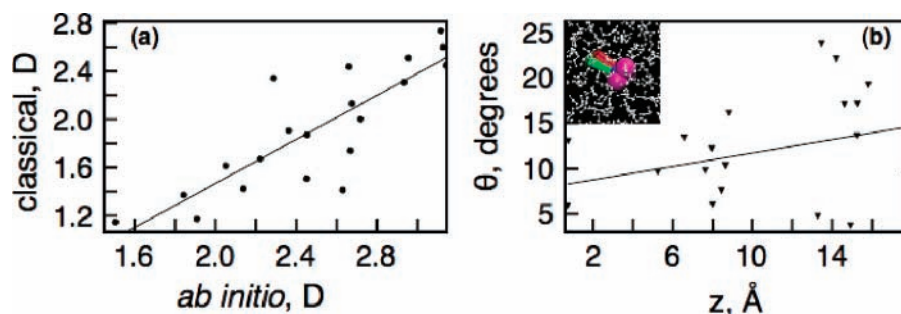 (a)
classical, D
2.8
2.4
2.0
1.6
1.2
1.6 2.0 2.4 2.8
ab initio, D
(b)
θ, degrees
25
20
15
10
5
2 6 10 14
z, Å